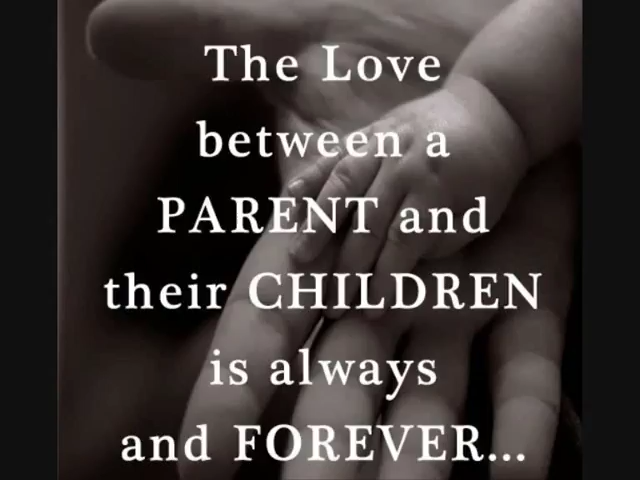 The Love
between a
PARENT and
their CHILDREN
is always
and FOREVER...